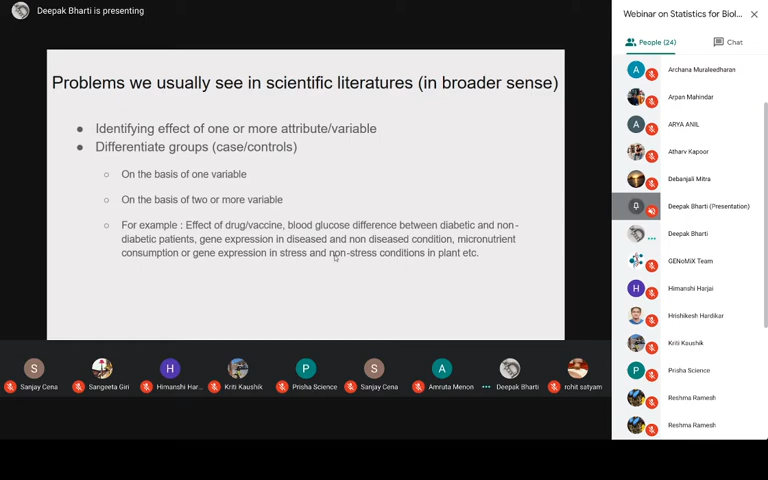 Deepak Bharti is presenting
Problems we usually see in scientific literatures (in broader sense)
Identifying effect of one or more attribute/variable
Differentiate groups (case/controls)
On the basis of one variable
On the basis of two or more variable
For example : Effect of drug/vaccine, blood glucose difference between diabetic and non-
diabetic patients, gene expression in diseased and non diseased condition, micronutrient
consumption or gene expression in stress and non-stress conditions in plant etc.
S
H
P
S
A
Sanjay Cena
Sangeeta Giri
Himanshi Har...
Kriti Kaushik
Prisha Science
Sanjay Cena
Amruta Menon
Deepak Bharti
rohit satyam
Webinar on Statistics for Biol...
People (24)
Chat
A
Archana Muraleedharan
Arpan Mahindar
A
ARYA ANIL
Atharv Kapoor
Debanjali Mitra
Deepak Bharti (Presentation)
Deepak Bharti
GENoMiX Team
H
Himanshi Harjai
Hrishikesh Hardikar
Kriti Kaushik
P
Prisha Science
Reshma Ramesh
Reshma Ramesh